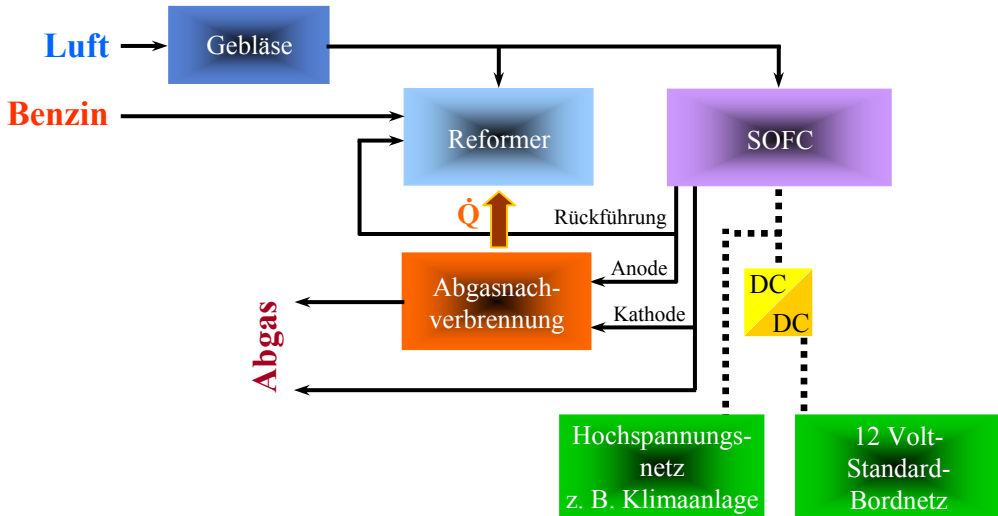 Luft
Gebläse
Benzin
Reformer
SOFC
Q̇
Rückführung
Anode
Abgasnach-
verbrennung
Kathode
Abgas
DC
DC
Hochspannungs-
netz
z. B. Klimaanlage
12 Volt-
Standard-
Bordnetz